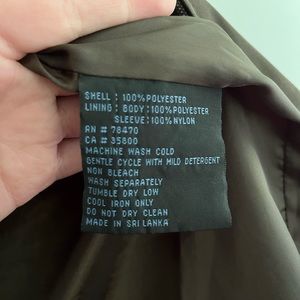 SHELL : 100%POLYESTER
LINING : BODY : 100%POLYESTER
SLEEVE : 100%NYLON
RN # 78470
CA # 35800
MACHINE WASH COLD
GENTLE CYCLE WITH MILD DETERGENT
NON BLEACH
WASH SEPARATELY
TUMBLE DRY LOW
COOL IRON ONLY
DO NOT DRY CLEAN
MADE IN SRI LANKA